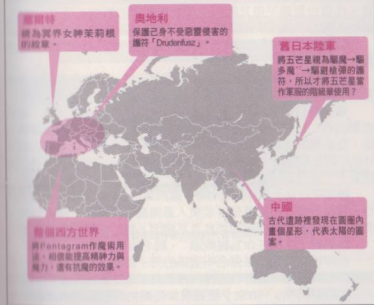 塞爾特
視為冥界女神茉莉根
的紋章。
奧地利
保護己身不受惡靈侵害的
護符「Drudenfusz」。
舊日本陸軍
將五芒星視為驅魔→驅
多魔→驅避槍彈的護
符，所以才將五芒星當
作軍服的階級章使用？
整個西方世界
將Pentagram作魔術用
途，相信能提高精神力與
魔力，還有抗魔的效果。
中國
古代遺跡裡發現在圓圈內
畫個星形，代表太陽的圖
案。